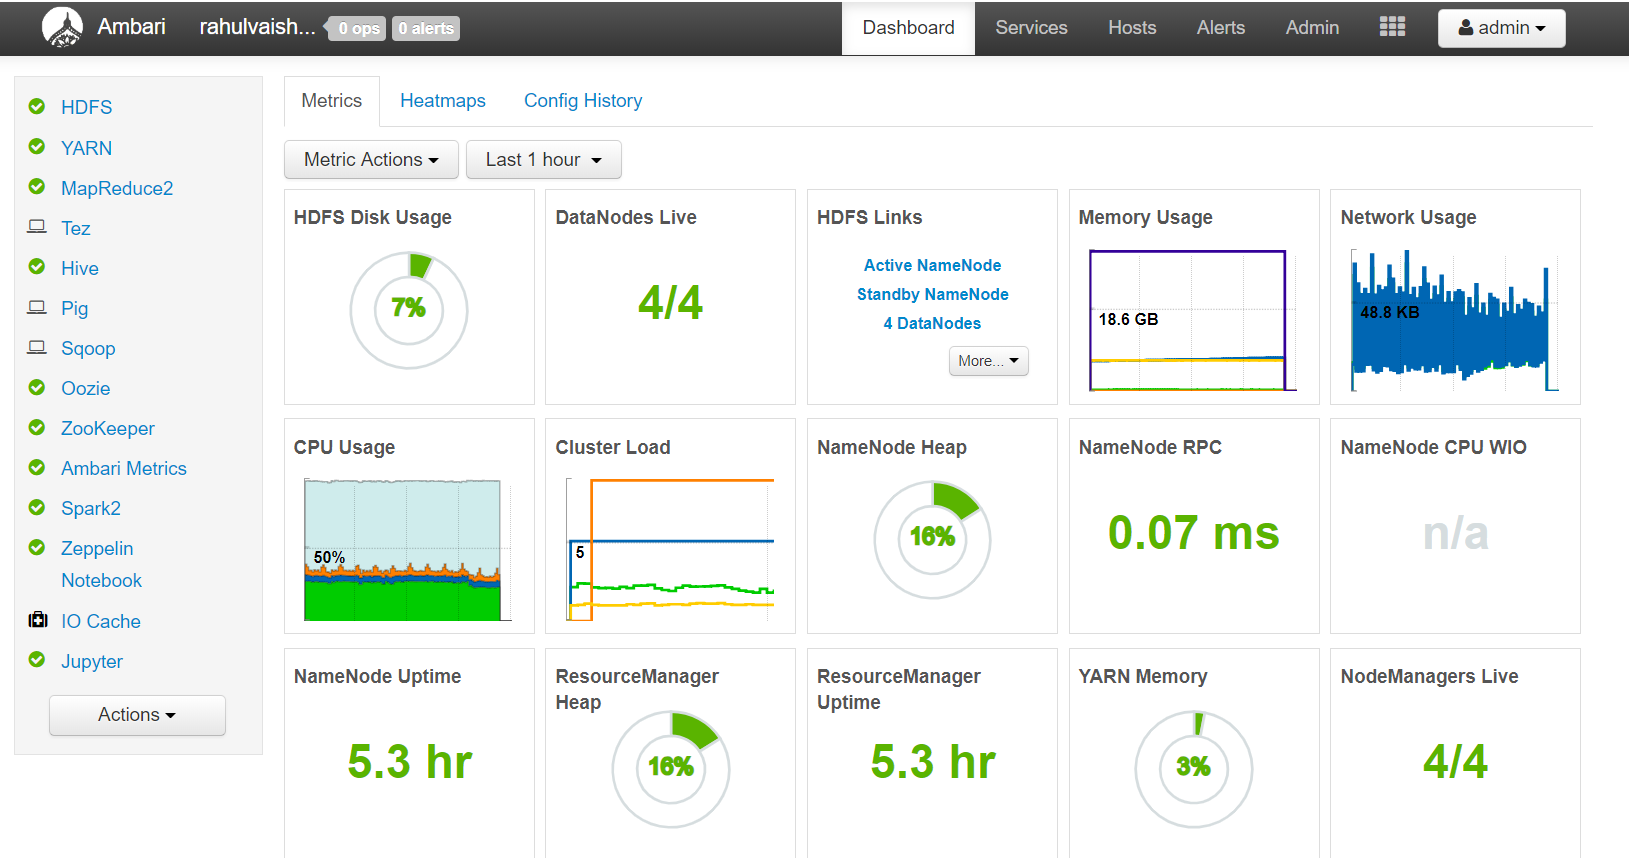 Ambari rahulvaish... 0 ops 0 alerts Dashboard Services Hosts Alerts Admin admin
HDFS
YARN
MapReduce2
Tez
Hive
Pig
Sqoop
Oozie
ZooKeeper
Ambari Metrics
Spark2
Zeppelin
Notebook
IO Cache
Jupyter
Actions
Metrics Heatmaps Config History
Metric Actions Last 1 hour
HDFS Disk Usage
7%
DataNodes Live
4/4
HDFS Links
Active NameNode
Standby NameNode
4 DataNodes
More...
Memory Usage
18.6 GB
Network Usage
48.8 KB
CPU Usage
50%
Cluster Load
5
NameNode Heap
16%
NameNode RPC
0.07 ms
NameNode CPU WIO
n/a
NameNode Uptime
5.3 hr
ResourceManager
Heap
16%
ResourceManager
Uptime
5.3 hr
YARN Memory
3%
NodeManagers Live
4/4